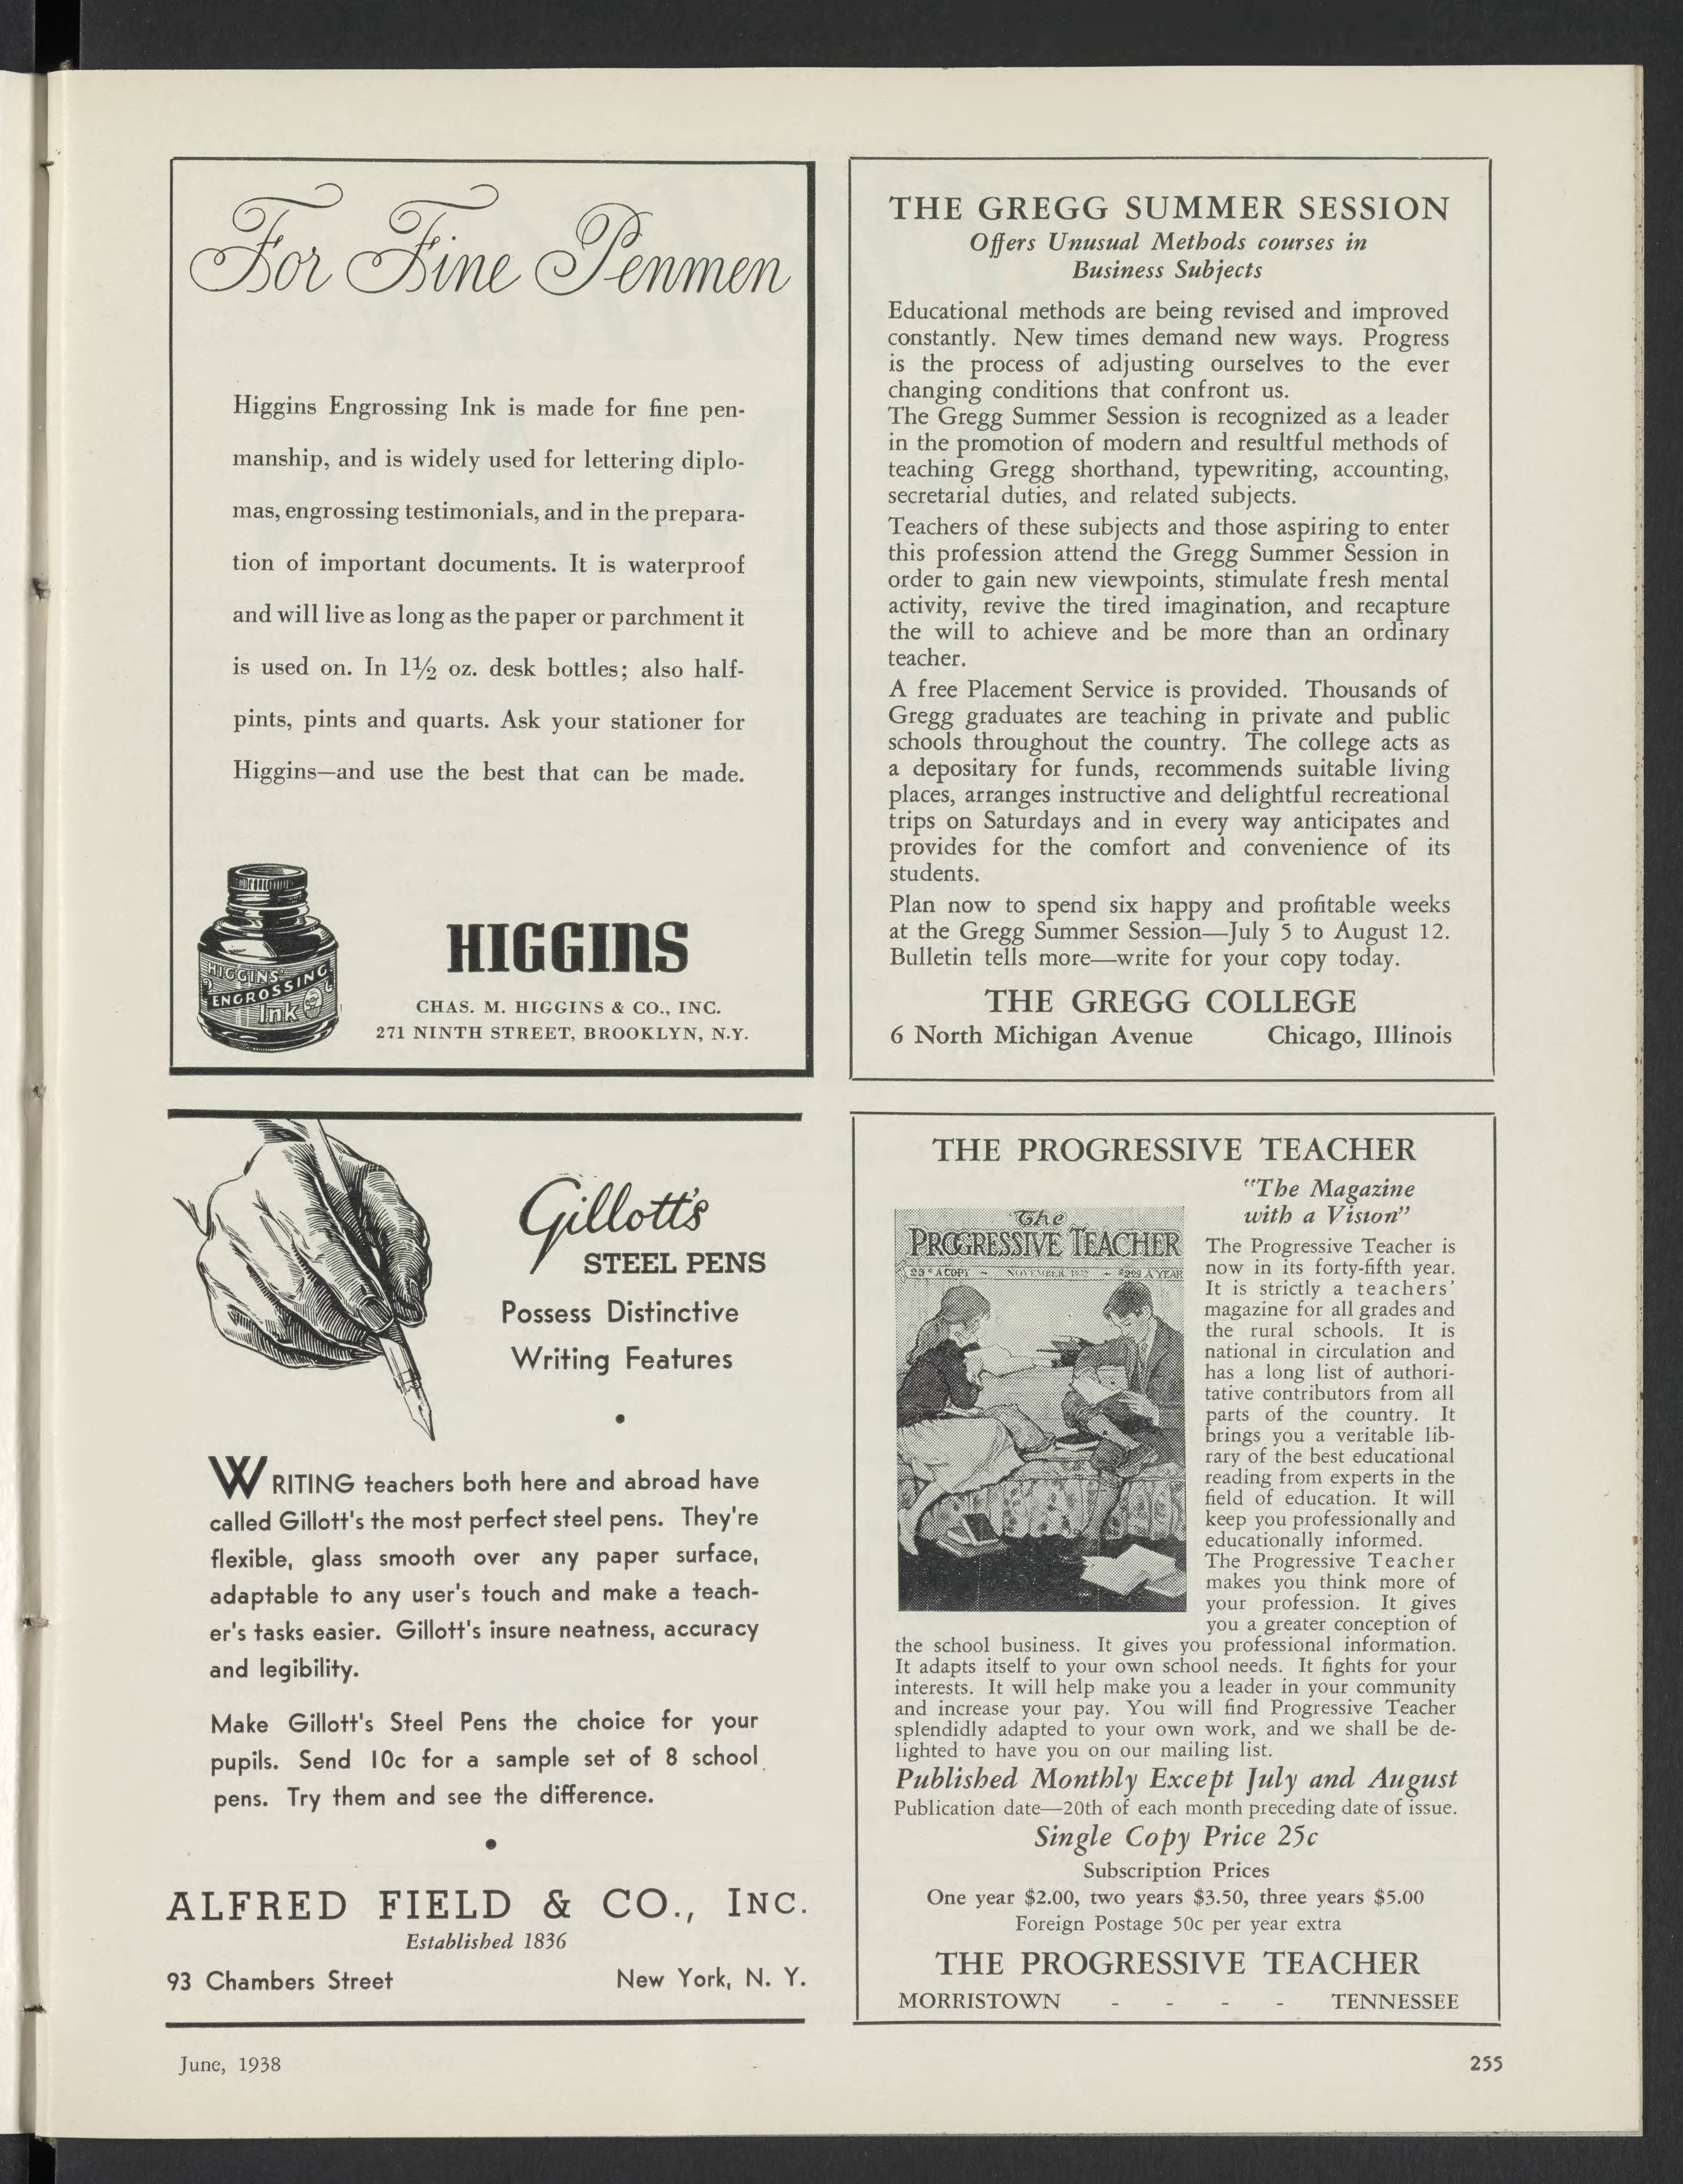 For Fine Penmen
Higgins Engrossing Ink is made for fine pen-
manship, and is widely used for lettering diplo-
mas, engrossing testimonials, and in the prepara-
tion of important documents. It is waterproof
and will live as long as the paper or parchment it
is used on. In 1½ oz. desk bottles; also half-
pints, pints and quarts. Ask your stationer for
Higgins—and use the best that can be made.
HIGGINS'
ENGROSSING
Ink
HIGGINS
CHAS. M. HIGGINS & CO., INC.
271 NINTH STREET, BROOKLYN, N.Y.
Gillott's
STEEL PENS
Possess Distinctive
Writing Features
WRITING teachers both here and abroad have
called Gillott's the most perfect steel pens. They're
flexible, glass smooth over any paper surface,
adaptable to any user's touch and make a teach-
er's tasks easier. Gillott's insure neatness, accuracy
and legibility.
Make Gillott's Steel Pens the choice for your
pupils. Send 10c for a sample set of 8 school
pens. Try them and see the difference.
ALFRED FIELD & CO., INC.
Established 1836
93 Chambers Street New York, N. Y.
THE GREGG SUMMER SESSION
Offers Unusual Methods courses in
Business Subjects
Educational methods are being revised and improved
constantly. New times demand new ways. Progress
is the process of adjusting ourselves to the ever
changing conditions that confront us.
The Gregg Summer Session is recognized as a leader
in the promotion of modern and resultful methods of
teaching Gregg shorthand, typewriting, accounting,
secretarial duties, and related subjects.
Teachers of these subjects and those aspiring to enter
this profession attend the Gregg Summer Session in
order to gain new viewpoints, stimulate fresh mental
activity, revive the tired imagination, and recapture
the will to achieve and be more than an ordinary
teacher.
A free Placement Service is provided. Thousands of
Gregg graduates are teaching in private and public
schools throughout the country. The college acts as
a depositary for funds, recommends suitable living
places, arranges instructive and delightful recreational
trips on Saturdays and in every way anticipates and
provides for the comfort and convenience of its
students.
Plan now to spend six happy and profitable weeks
at the Gregg Summer Session—July 5 to August 12.
Bulletin tells more—write for your copy today.
THE GREGG COLLEGE
6 North Michigan Avenue Chicago, Illinois
THE PROGRESSIVE TEACHER
"The Magazine
with a Vision"
The
PROGRESSIVE TEACHER
25¢ A COPY - NOVEMBER - A YEAR
The Progressive Teacher is
now in its forty-fifth year.
It is strictly a teachers'
magazine for all grades and
the rural schools. It is
national in circulation and
has a long list of authori-
tative contributors from all
parts of the country. It
brings you a veritable lib-
rary of the best educational
reading from experts in the
field of education. It will
keep you professionally and
educationally informed.
The Progressive Teacher
makes you think more of
your profession. It gives
you a greater conception of
the school business. It gives you professional information.
It adapts itself to your own school needs. It fights for your
interests. It will help make you a leader in your community
and increase your pay. You will find Progressive Teacher
splendidly adapted to your own work, and we shall be de-
lighted to have you on our mailing list.
Published Monthly Except July and August
Publication date—20th of each month preceding date of issue.
Single Copy Price 25c
Subscription Prices
One year $2.00, two years $3.50, three years $5.00
Foreign Postage 50c per year extra
THE PROGRESSIVE TEACHER
MORRISTOWN - - - - TENNESSEE
June, 1938
255